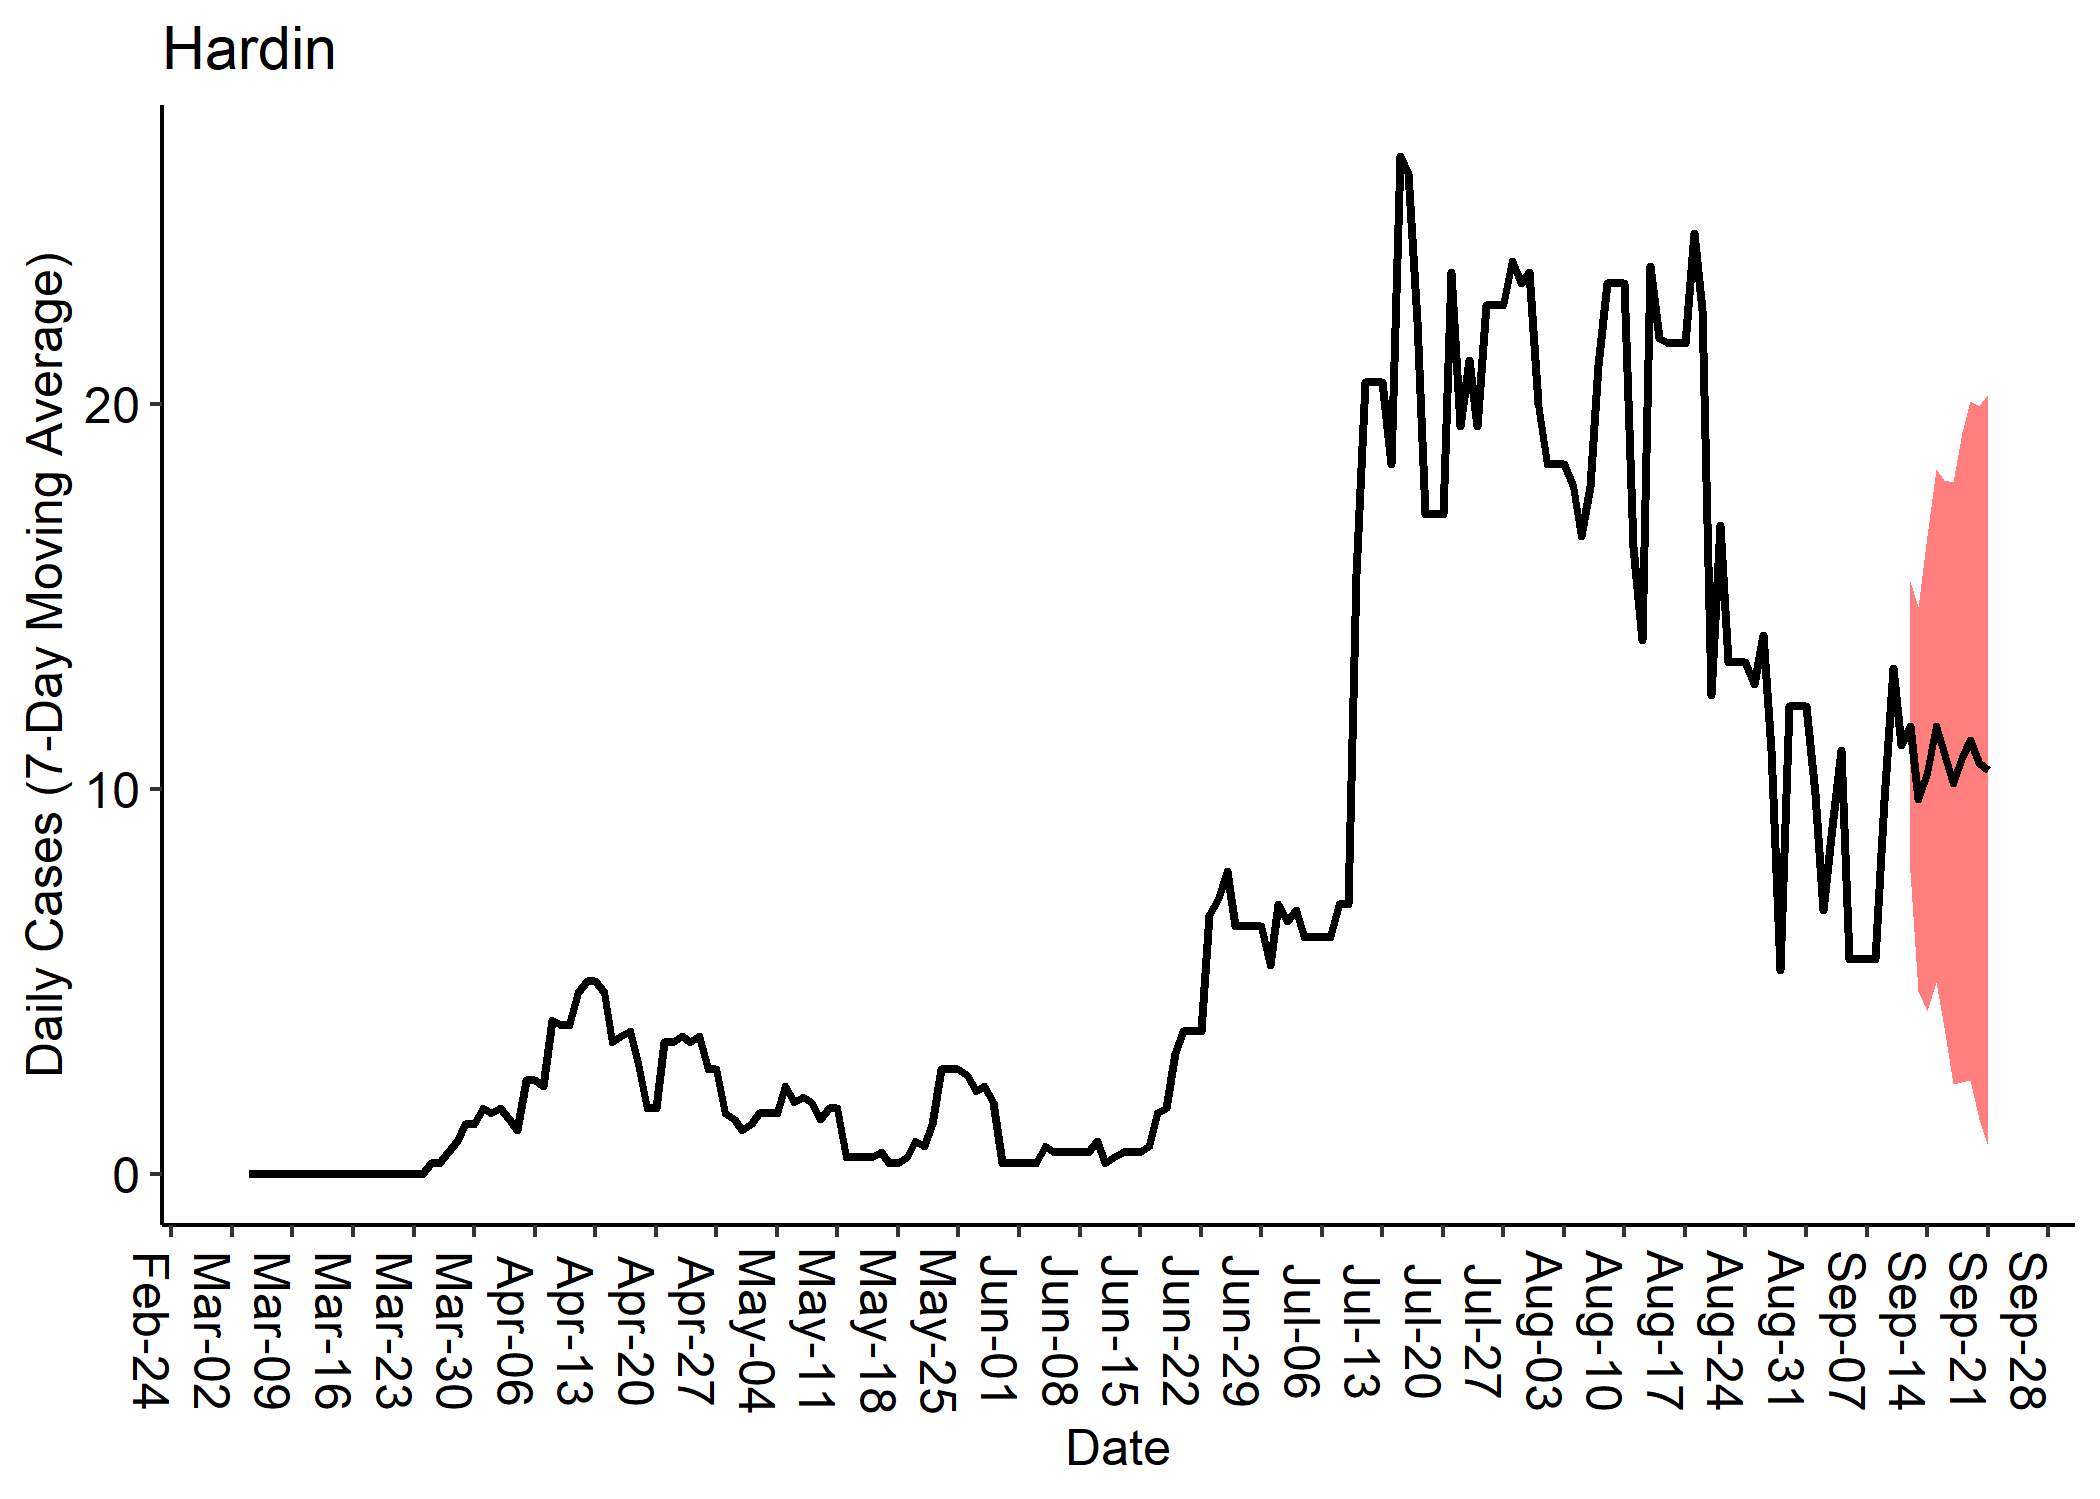 Hardin
Daily Cases (7-Day Moving Average)
20
10
0
Feb-24
Mar-02
Mar-09
Mar-16
Mar-23
Mar-30
Apr-06
Apr-13
Apr-20
Apr-27
May-04
May-11
May-18
May-25
Jun-01
Jun-08
Jun-15
Jun-22
Jun-29
Jul-06
Jul-13
Jul-20
Jul-27
Aug-03
Aug-10
Aug-17
Aug-24
Aug-31
Sep-07
Sep-14
Sep-21
Sep-28
Date